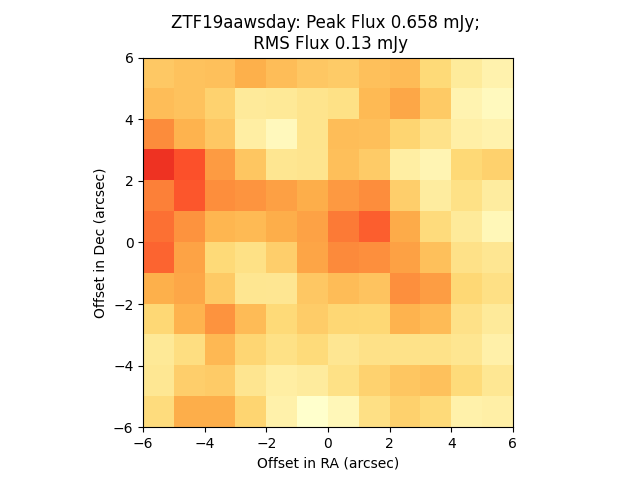 ZTF19aawsday: Peak Flux 0.658 mJy;
RMS Flux 0.13 mJy
6
4
2
0
−2
−4
−6
Offset in Dec (arcsec)
−6 −4 −2 0 2 4 6
Offset in RA (arcsec)